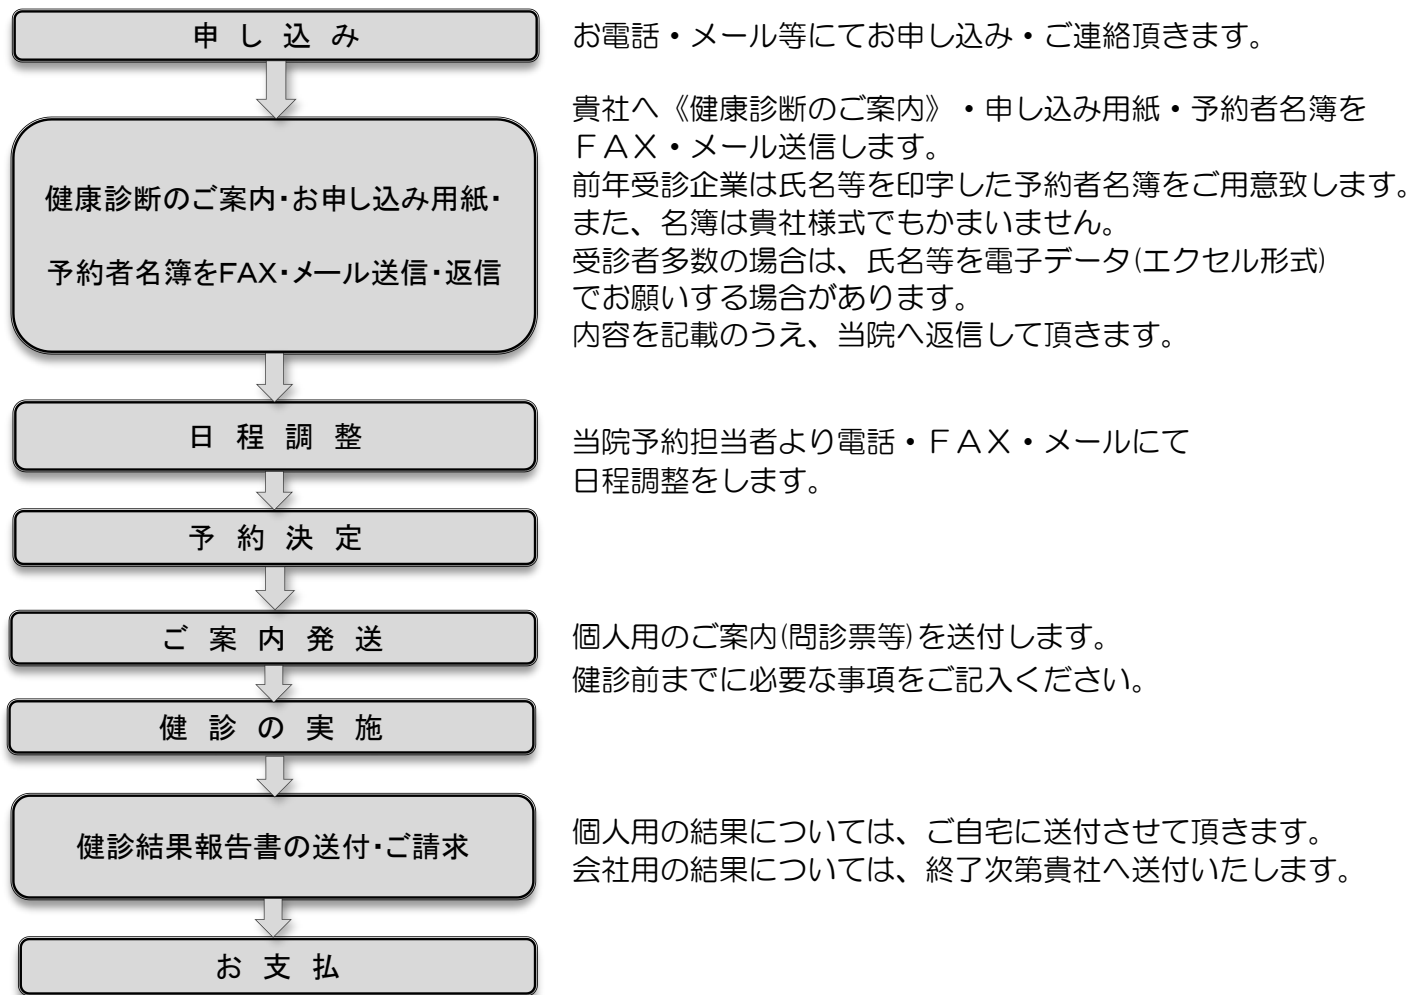 申し込み
お電話・メール等にてお申し込み・ご連絡頂きます。
健康診断のご案内・お申し込み用紙・
予約者名簿をFAX・メール送信・返信
貴社へ《健康診断のご案内》・申し込み用紙・予約者名簿を
ＦＡＸ・メール送信します。
前年受診企業は氏名等を印字した予約者名簿をご用意致します。
また、名簿は貴社様式でもかまいません。
受診者多数の場合は、氏名等を電子データ(エクセル形式)
でお願いする場合があります。
内容を記載のうえ、当院へ返信して頂きます。
日程調整
当院予約担当者より電話・ＦＡＸ・メールにて
日程調整をします。
予約決定
ご案内発送
個人用のご案内(問診票等)を送付します。
健診前までに必要な事項をご記入ください。
健診の実施
健診結果報告書の送付・ご請求
個人用の結果については、ご自宅に送付させて頂きます。
会社用の結果については、終了次第貴社へ送付いたします。
お支払